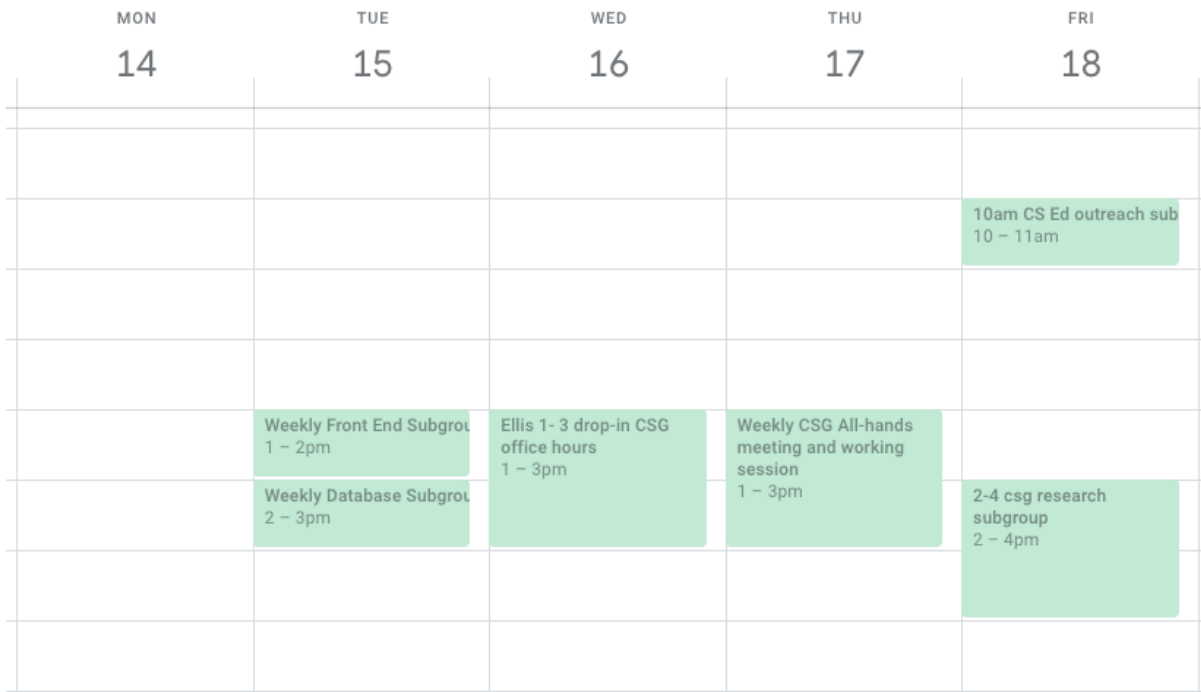 MON
14
TUE
15
WED
16
THU
17
FRI
18
10am CS Ed outreach sub
10 – 11am
Weekly Front End Subgrou
1 – 2pm
Weekly Database Subgrou
2 – 3pm
Ellis 1- 3 drop-in CSG
office hours
1 – 3pm
Weekly CSG All-hands
meeting and working
session
1 – 3pm
2-4 csg research
subgroup
2 – 4pm